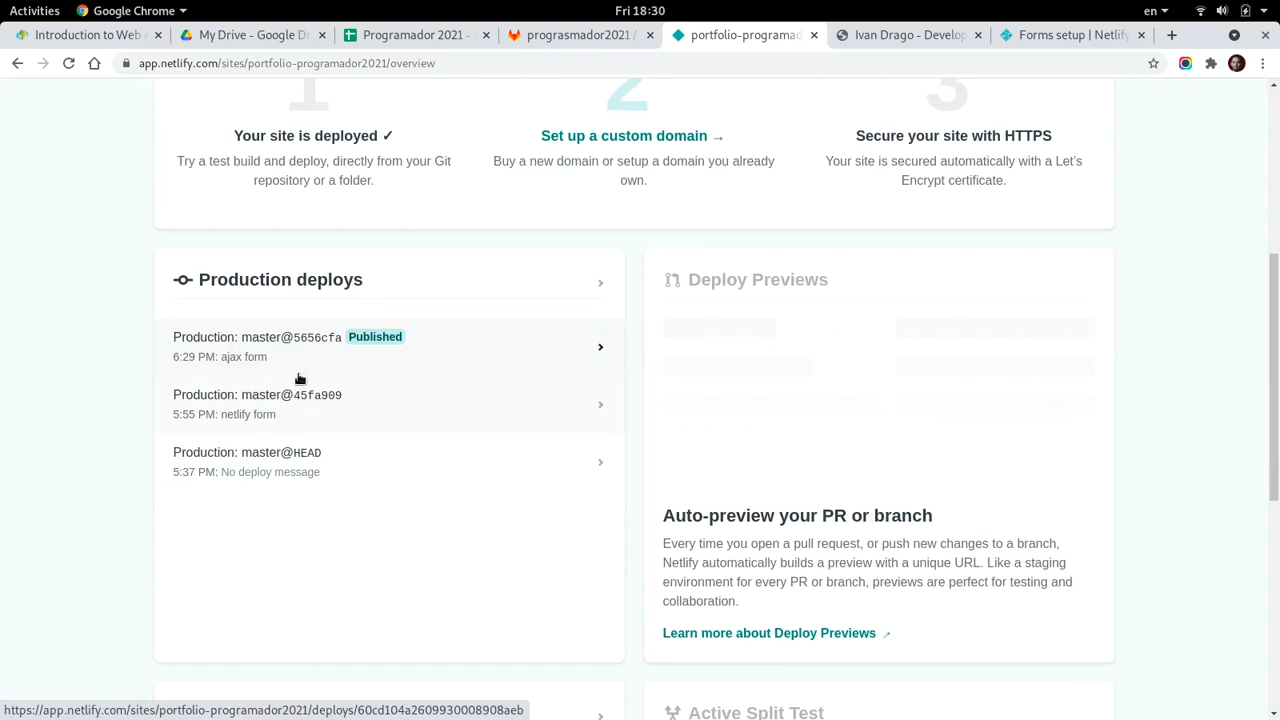 Activities
Google Chrome
Fri 18:30
en
Introduction to Web A
My Drive - Google D
Programador 2021 -
prograsmador2021 /
portfolio-programad
Ivan Drago - Develop
Forms setup | Netlify
app.netlify.com/sites/portfolio-programador2021/overview
1
2
3
Your site is deployed ✓
Set up a custom domain →
Secure your site with HTTPS
Try a test build and deploy, directly from your Git
repository or a folder.
Buy a new domain or setup a domain you already
own.
Your site is secured automatically with a Let's
Encrypt certificate.
Production deploys
Production: master@5656cfa Published
6:29 PM: ajax form
Production: master@45fa909
5:55 PM: netlify form
Production: master@HEAD
5:37 PM: No deploy message
Deploy Previews
Auto-preview your PR or branch
Every time you open a pull request, or push new changes to a branch,
Netlify automatically builds a preview with a unique URL. Like a staging
environment for every PR or branch, previews are perfect for testing and
collaboration.
Learn more about Deploy Previews
Active Split Test
https://app.netlify.com/sites/portfolio-programador2021/deploys/60cd104a2609930008908aeb